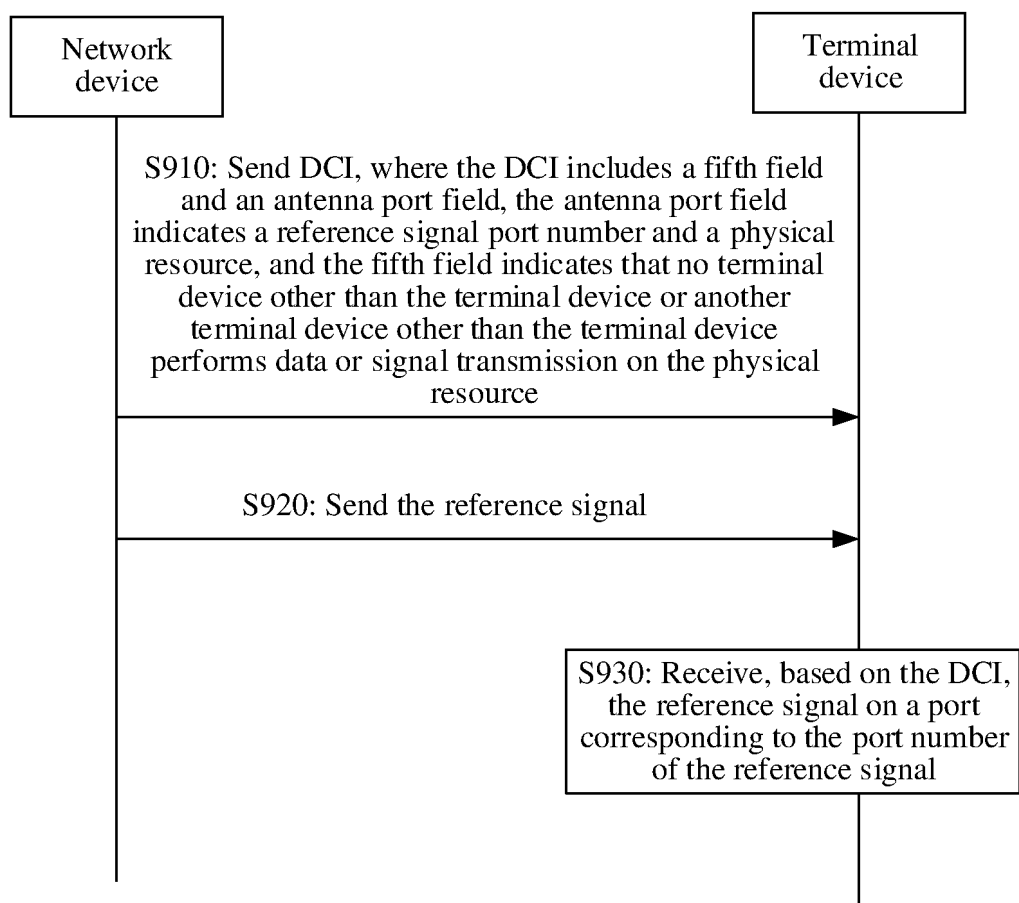 Network
device
Terminal
device
S910: Send DCI, where the DCI includes a fifth field
and an antenna port field, the antenna port field
indicates a reference signal port number and a physical
resource, and the fifth field indicates that no terminal
device other than the terminal device or another
terminal device other than the terminal device
performs data or signal transmission on the physical
resource
S920: Send the reference signal
S930: Receive, based on the DCI,
the reference signal on a port
corresponding to the port number
of the reference signal